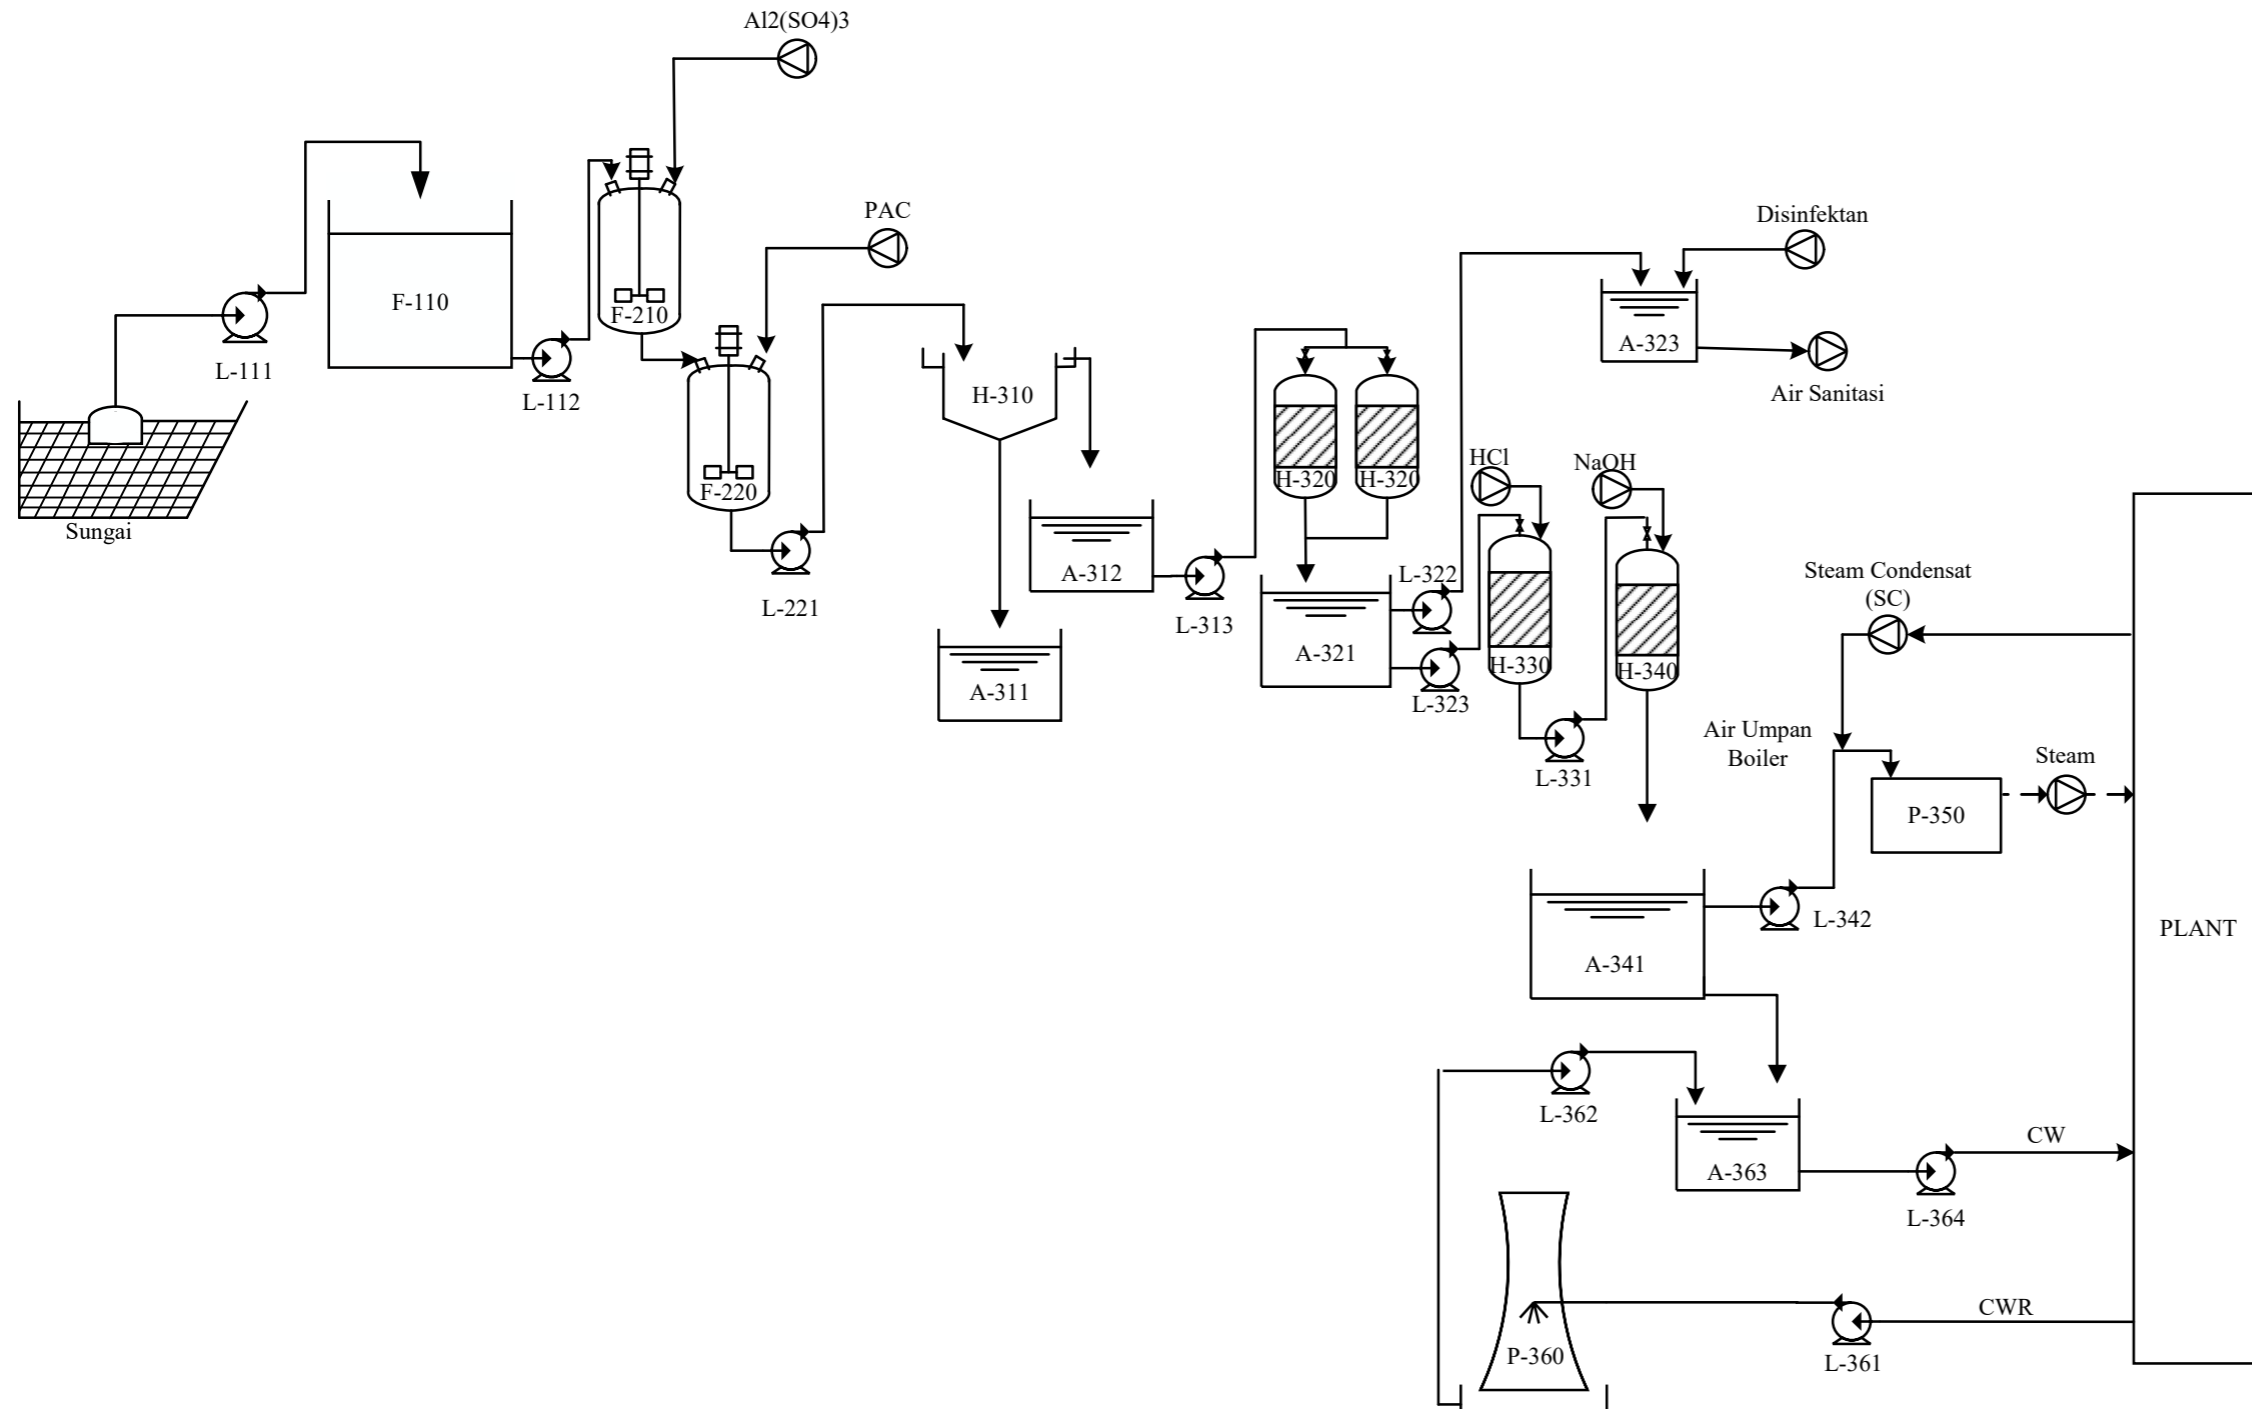 Al2(SO4)3
PAC
Disinfektan
F-110
F-210
L-111
L-112
A-323
Air Sanitasi
H-310
F-220
Sungai
H-320
H-320
HCl
NaOH
L-221
A-312
L-313
L-322
A-321
L-323
H-330
H-340
A-311
L-331
Steam Condensat
(SC)
Air Umpan
Boiler
Steam
P-350
L-342
PLANT
A-341
L-362
A-363
CW
L-364
CWR
P-360
L-361